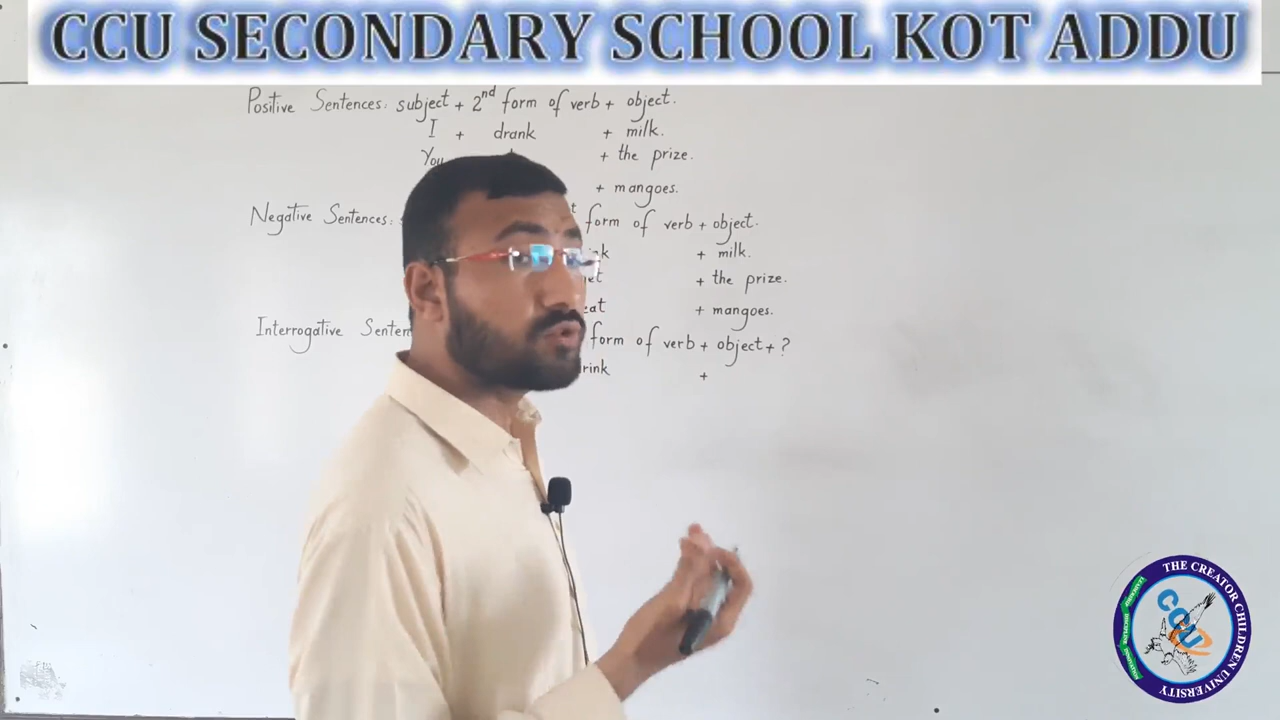 CCU SECONDARY SCHOOL KOT ADDU
Positive Sentences: subject + 2nd form of verb + object.
I + drank + milk.
You + the prize.
+ mangoes.
Negative Sentences: form of verb + object.
+ milk.
+ the prize.
+ mangoes.
Interrogative form of verb + object + ?
+
THE CREATOR CHILDREN UNIVERSITY
CCU